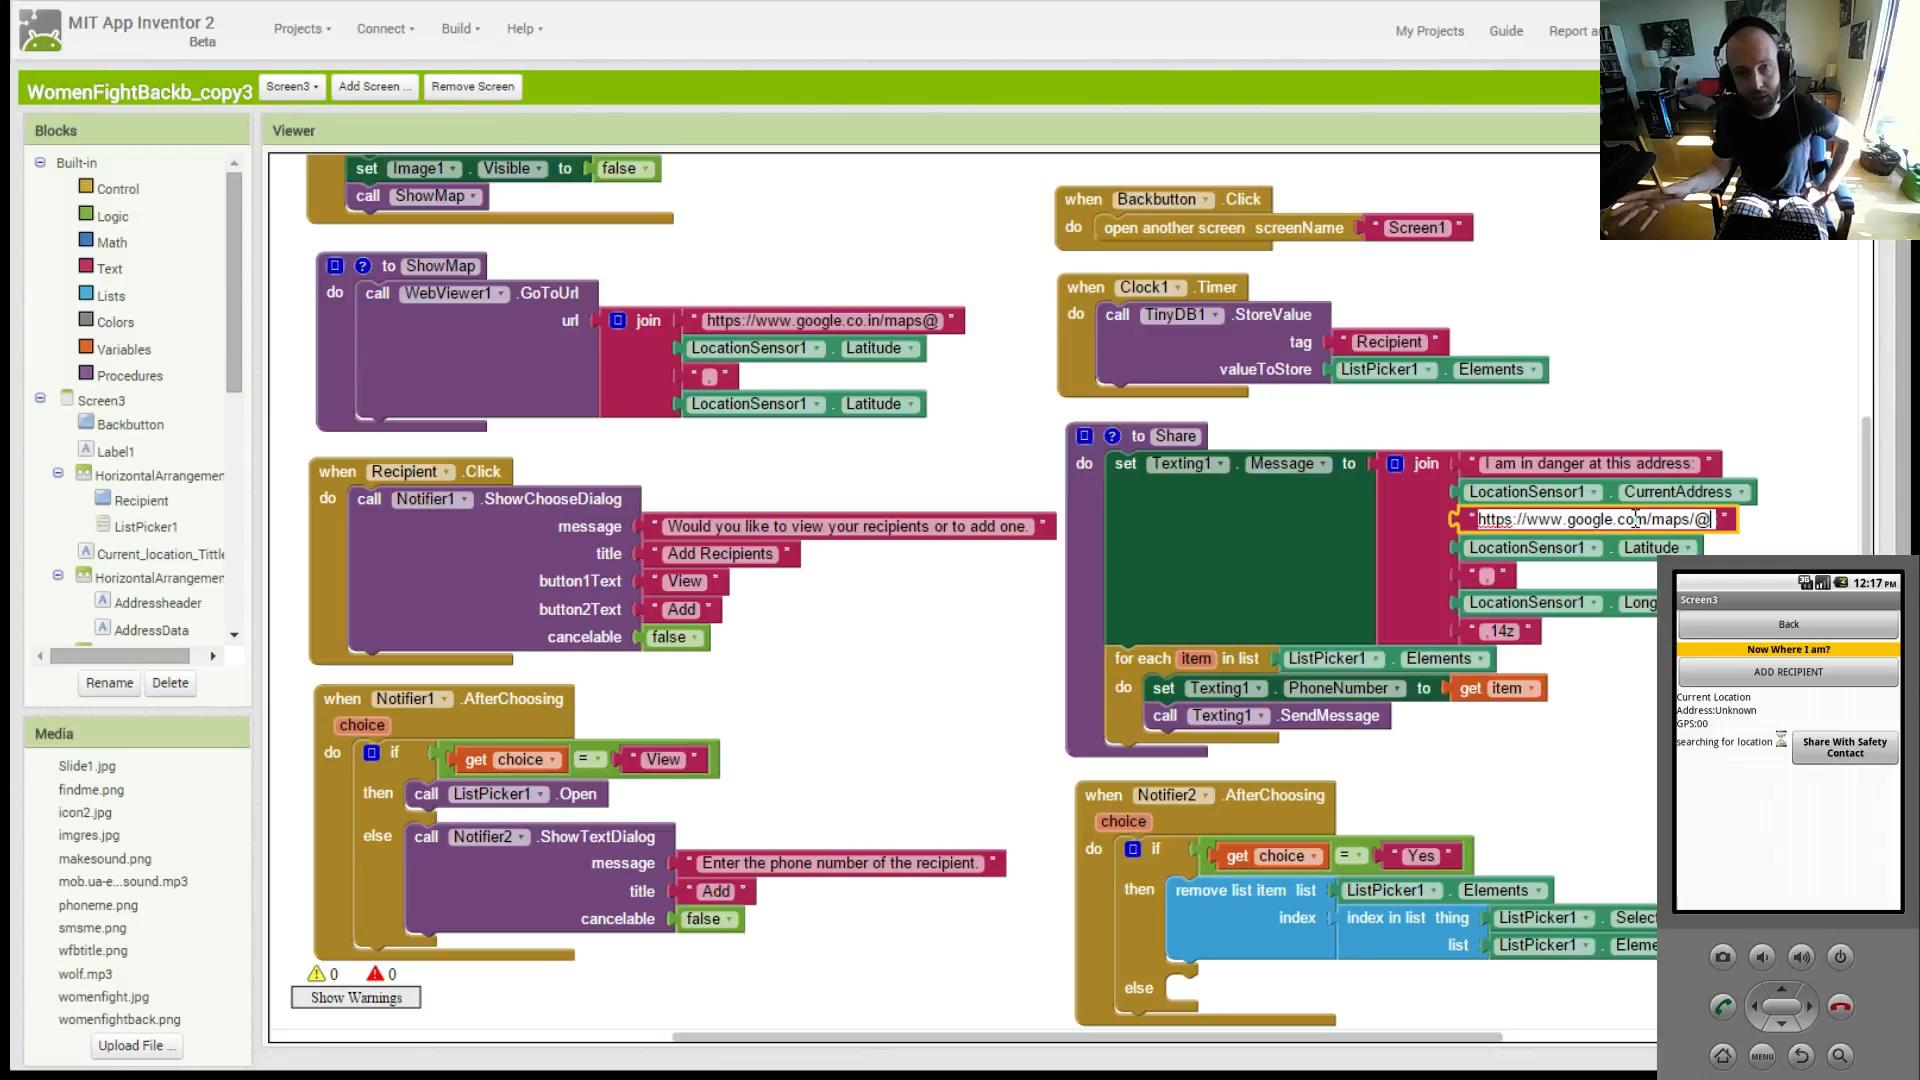 MIT App Inventor 2
Beta
Projects
Connect
Build
Help
My Projects
Guide
Report a
WomenFightBackb_copy3
Screen3
Add Screen ...
Remove Screen
Blocks
Built-in
Control
Logic
Math
Text
Lists
Colors
Variables
Procedures
Screen3
Backbutton
Label1
HorizontalArrangemen
Recipient
ListPicker1
Current_location_Tittl
HorizontalArrangemen
Addressheader
AddressData
Rename
Delete
Media
Slide1.jpg
findme.png
icon2.jpg
imgres.jpg
makesound.png
mob.ua-e...sound.mp3
phoneme.png
smsme.png
wfbtitle.png
wolf.mp3
womenfight.jpg
womenfightback.png
Upload File ...
Viewer
set Image1 . Visible to false
call ShowMap
? to ShowMap
do call WebViewer1 .GoToUrl
url join " https://www.google.co.in/maps@ "
LocationSensor1 . Latitude
" , "
LocationSensor1 . Latitude
when Recipient .Click
do call Notifier1 .ShowChooseDialog
message " Would you like to view your recipients or to add one. "
title " Add Recipients "
button1Text " View "
button2Text " Add "
cancelable false
when Notifier1 .AfterChoosing
choice
do if get choice = " View "
then call ListPicker1 .Open
else call Notifier2 .ShowTextDialog
message " Enter the phone number of the recipient. "
title " Add "
cancelable false
0 0
Show Warnings
when Backbutton .Click
do open another screen screenName " Screen1 "
when Clock1 .Timer
do call TinyDB1 .StoreValue
tag " Recipient "
valueToStore ListPicker1 . Elements
? to Share
do set Texting1 . Message to join " I am in danger at this address: "
LocationSensor1 . CurrentAddress
" https://www.google.com/maps/@ "
LocationSensor1 . Latitude
" , "
LocationSensor1 . Long
" ,14z "
for each item in list ListPicker1 . Elements
do set Texting1 . PhoneNumber to get item
call Texting1 .SendMessage
when Notifier2 .AfterChoosing
choice
do if get choice = " Yes "
then remove list item list ListPicker1 . Elements
index index in list thing ListPicker1 . Selec
list ListPicker1 . Eleme
else
12:17 PM
Screen3
Back
Now Where I am?
ADD RECIPIENT
Current Location
Address:Unknown
GPS:00
searching for location
Share With Safety
Contact
MENU